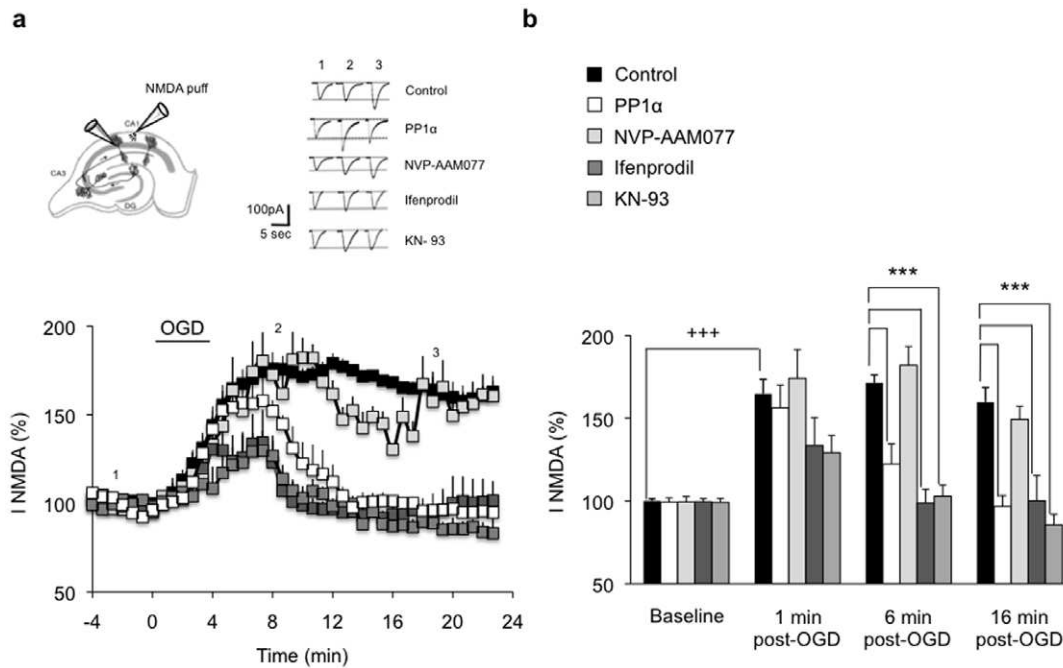 a
NMDA puff
CA1
CA3
DG
1 2 3
Control
PP1α
NVP-AAM077
Ifenprodil
KN- 93
100pA
5 sec
I NMDA (%)
200
150
100
50
OGD
1
2
3
-4 0 4 8 12 16 20 24
Time (min)
b
Control
PP1α
NVP-AAM077
Ifenprodil
KN-93
I NMDA (%)
200
150
100
50
+++
***
***
Baseline
1 min
post-OGD
6 min
post-OGD
16 min
post-OGD